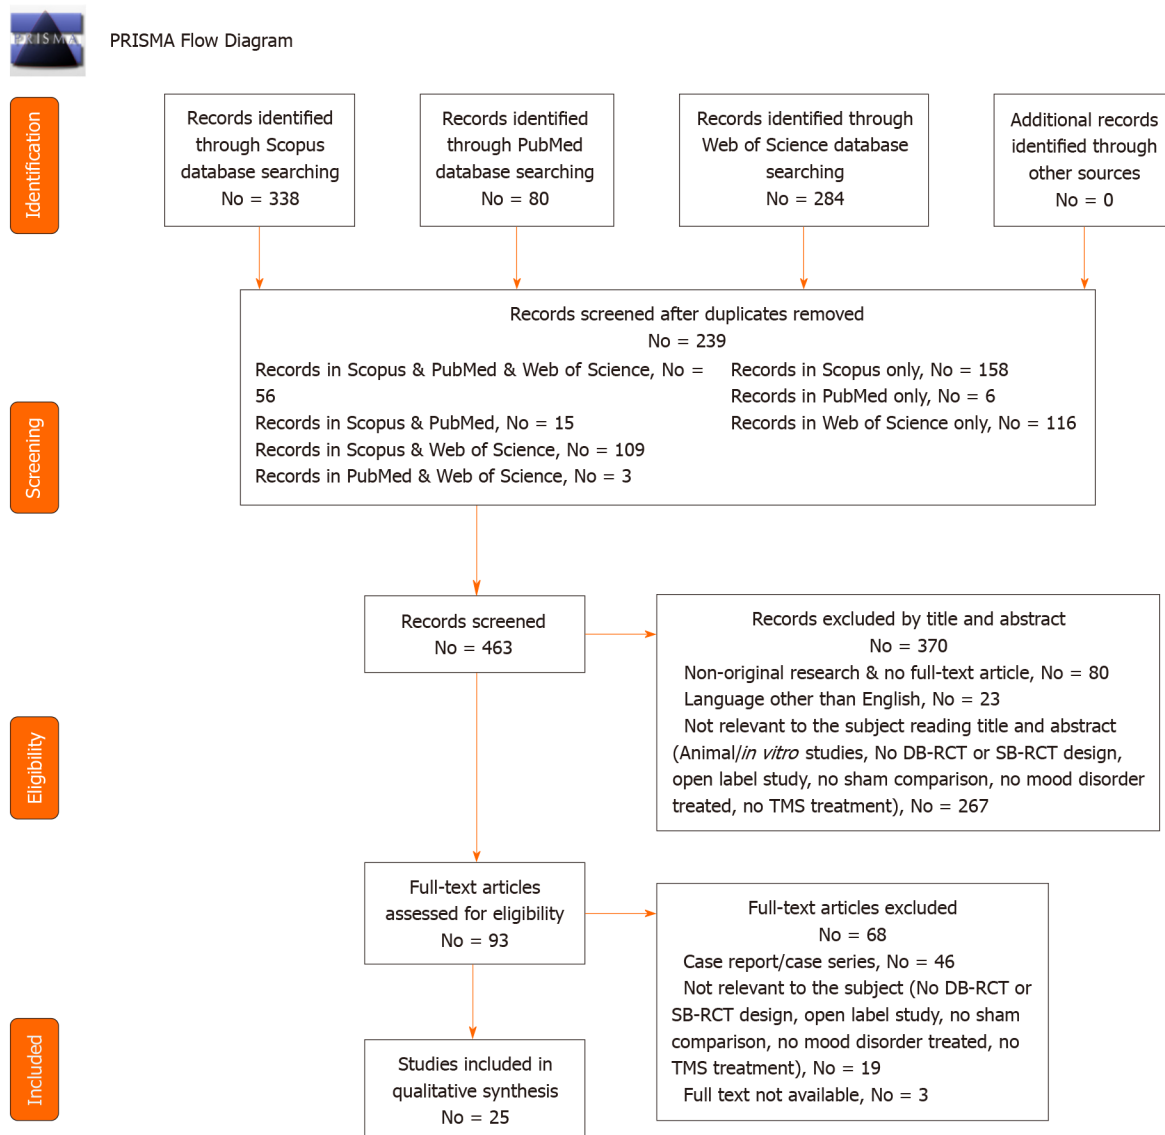 PRISMA
PRISMA Flow Diagram
Identification
Records identified
through Scopus
database searching
No = 338
Records identified
through PubMed
database searching
No = 80
Records identified through
Web of Science database
searching
No = 284
Additional records
identified through
other sources
No = 0
Screening
Records screened after duplicates removed
No = 239
Records in Scopus & PubMed & Web of Science, No =
56
Records in Scopus & PubMed, No = 15
Records in Scopus & Web of Science, No = 109
Records in PubMed & Web of Science, No = 3
Records in Scopus only, No = 158
Records in PubMed only, No = 6
Records in Web of Science only, No = 116
Records screened
No = 463
Records excluded by title and abstract
No = 370
Non-original research & no full-text article, No = 80
Language other than English, No = 23
Not relevant to the subject reading title and abstract
(Animal/in vitro studies, No DB-RCT or SB-RCT design,
open label study, no sham comparison, no mood disorder
treated, no TMS treatment), No = 267
Eligibility
Full-text articles
assessed for eligibility
No = 93
Full-text articles excluded
No = 68
Case report/case series, No = 46
Not relevant to the subject (No DB-RCT or
SB-RCT design, open label study, no sham
comparison, no mood disorder treated, no
TMS treatment), No = 19
Full text not available, No = 3
Included
Studies included in
qualitative synthesis
No = 25